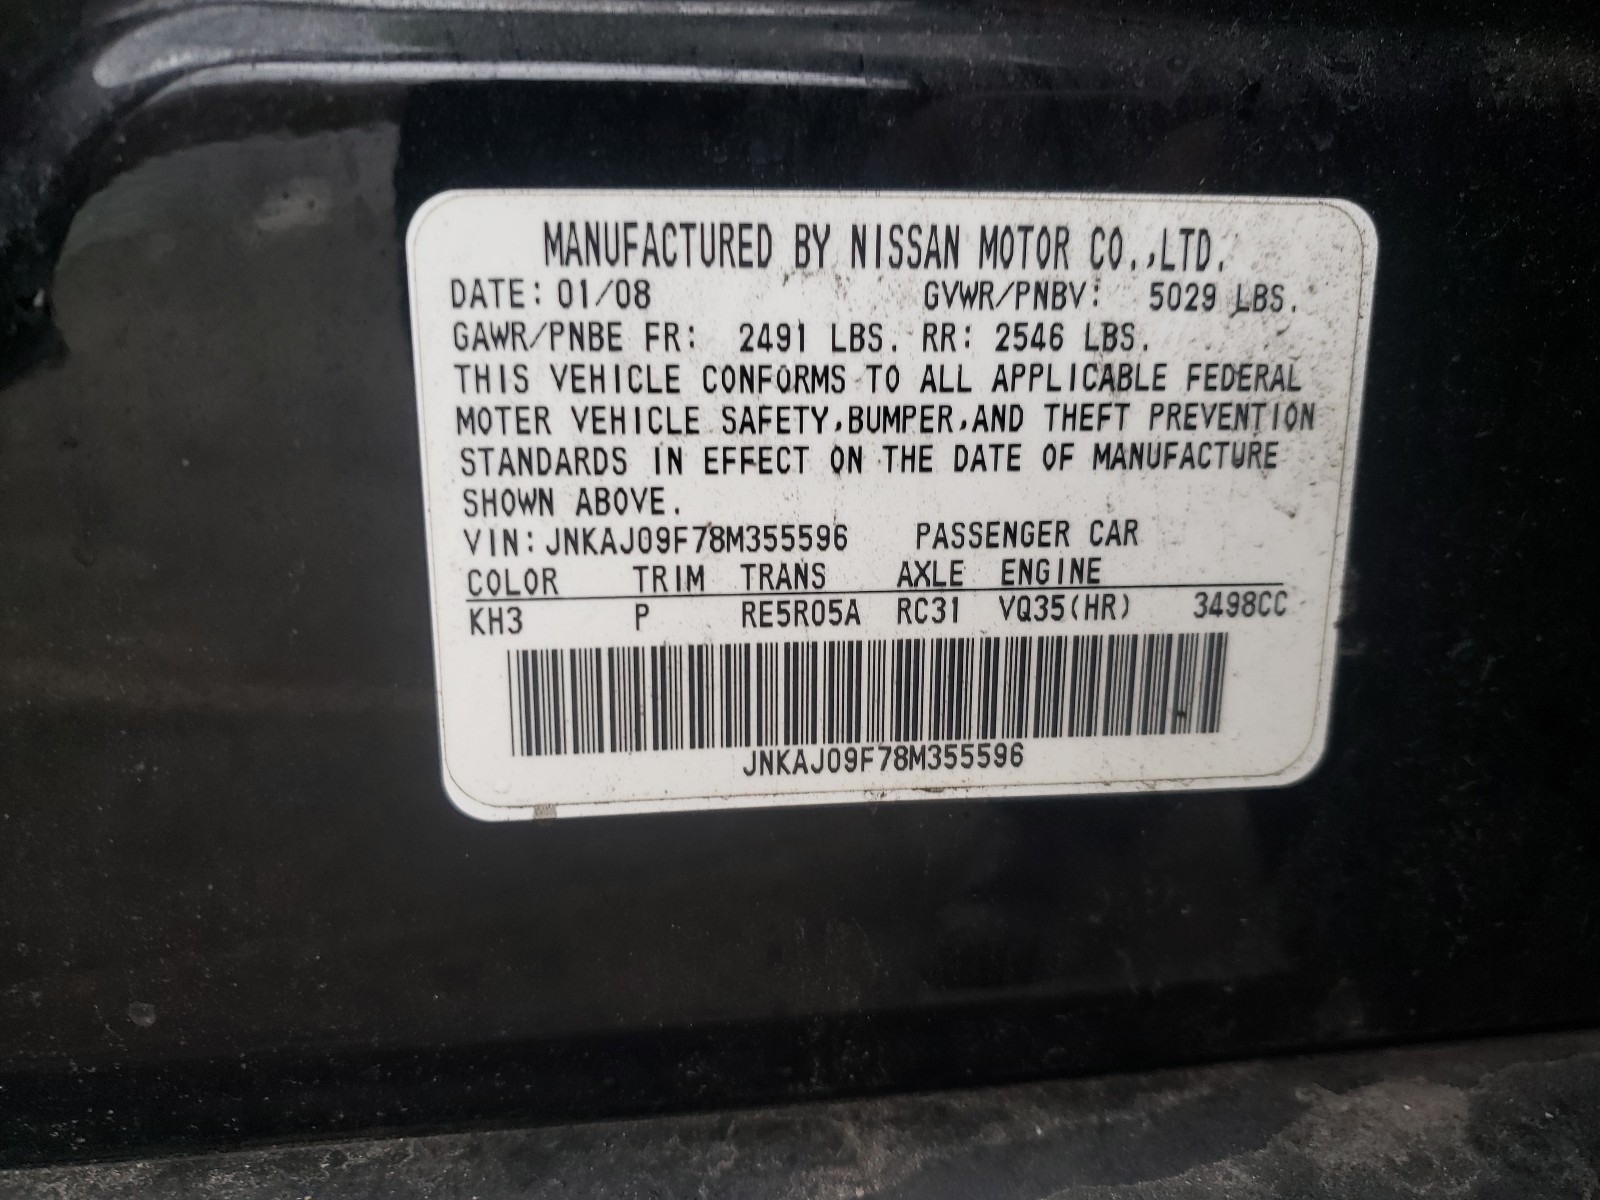 MANUFACTURED BY NISSAN MOTOR CO.,LTD.
DATE: 01/08 GVWR/PNBV: 5029 LBS.
GAWR/PNBE FR: 2491 LBS. RR: 2546 LBS.
THIS VEHICLE CONFORMS TO ALL APPLICABLE FEDERAL
MOTER VEHICLE SAFETY,BUMPER,AND THEFT PREVENTION
STANDARDS IN EFFECT ON THE DATE OF MANUFACTURE
SHOWN ABOVE.
VIN:JNKAJ09F78M355596 PASSENGER CAR
COLOR TRIM TRANS AXLE ENGINE
KH3 P RE5R05A RC31 VQ35(HR) 3498CC
JNKAJ09F78M355596